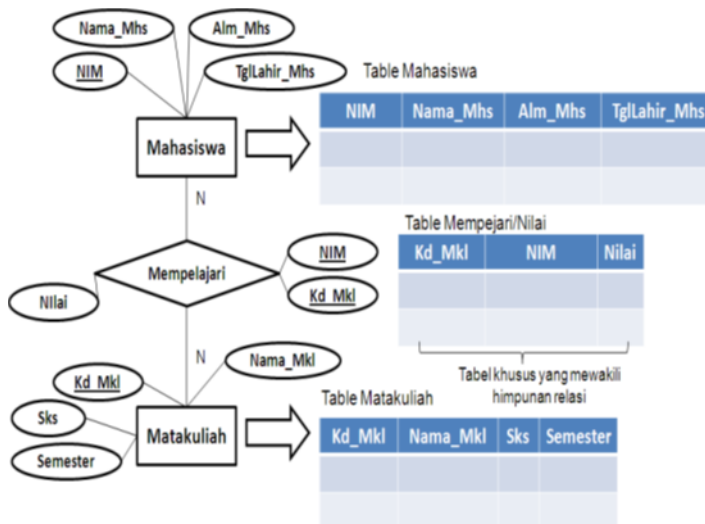 Nama_Mhs
Alm_Mhs
NIM
TglLahir_Mhs
Mahasiswa
Table Mahasiswa
NIM Nama_Mhs Alm_Mhs TglLahir_Mhs
N
Mempelajari
NIM
Kd_Mkl
NIlai
Table Mempejari/Nilai
Kd_Mkl NIM Nilai
Tabel khusus yang mewakili
himpunan relasi
N
Nama_Mkl
Kd_Mkl
Sks
Semester
Matakuliah
Table Matakuliah
Kd_Mkl Nama_Mkl Sks Semester